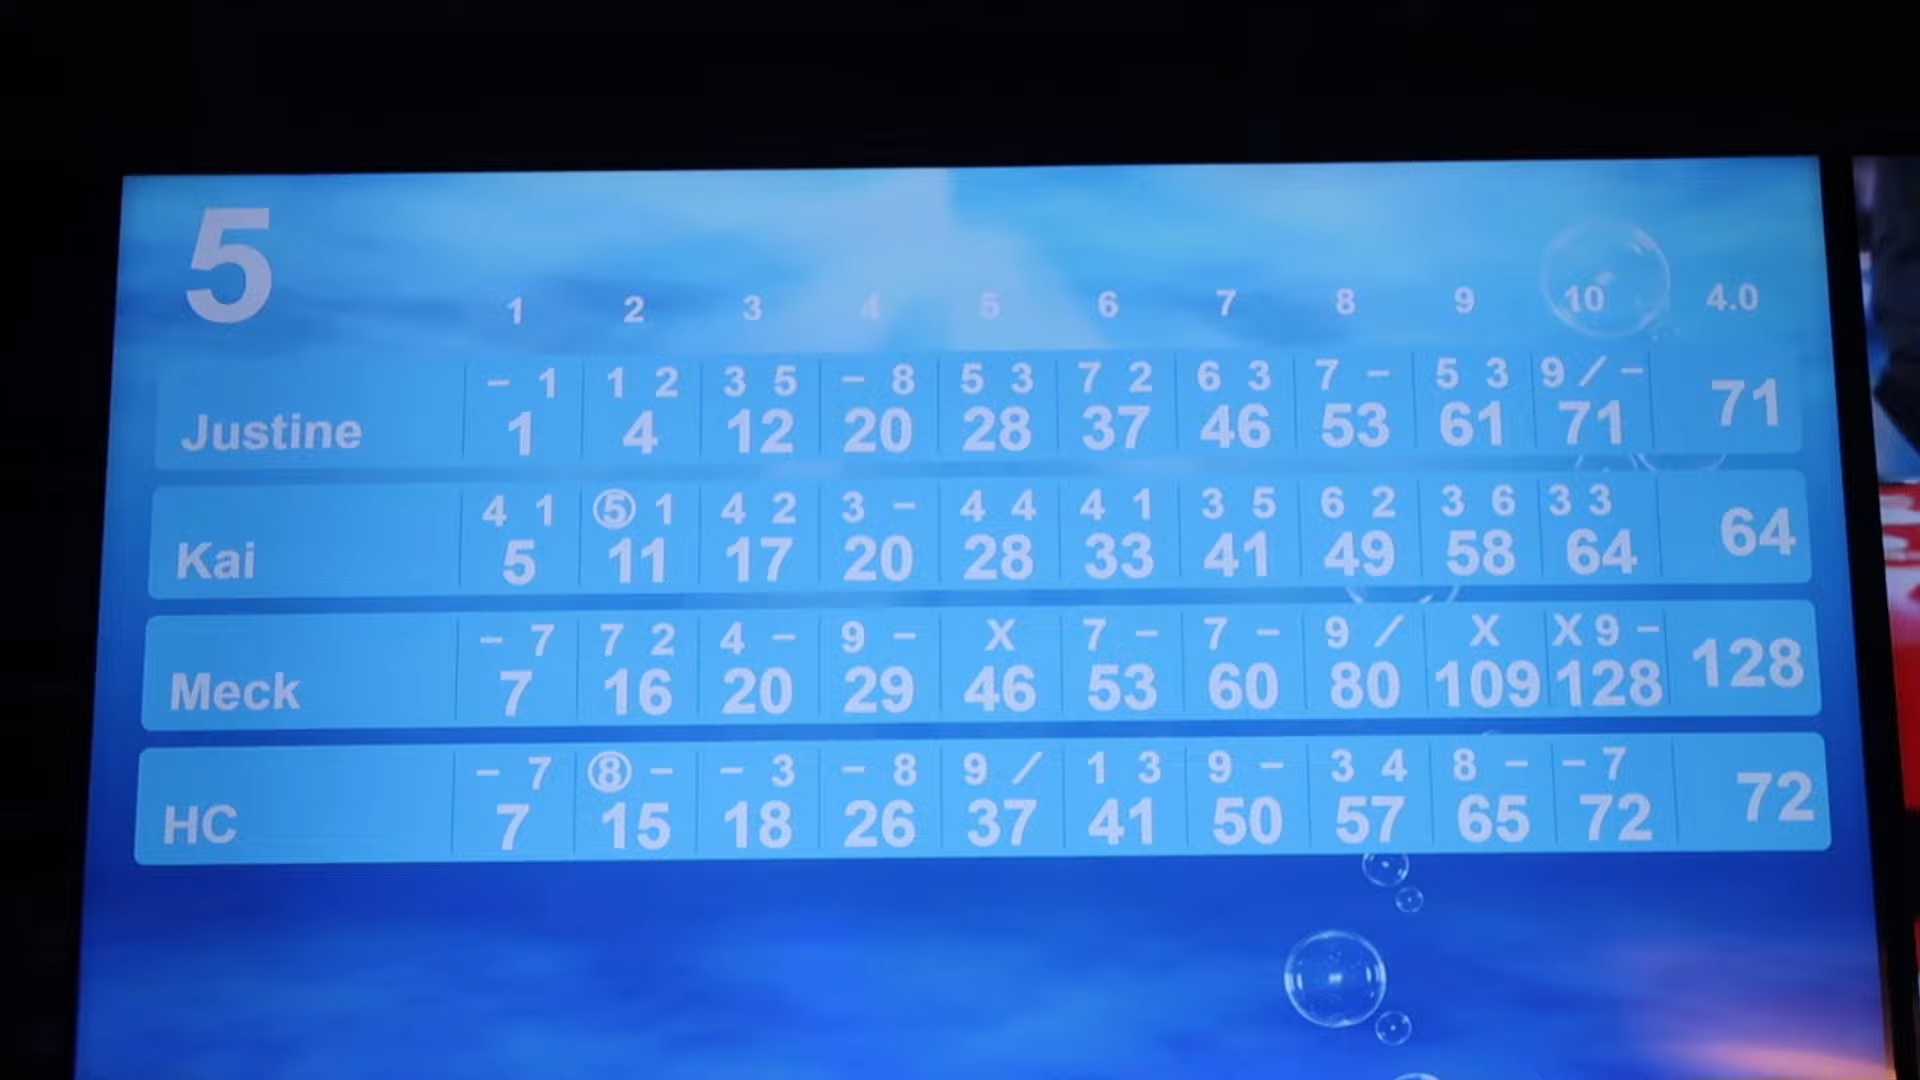 5
1 2 3 4 5 6 7 8 9 10 4.0
- 1 1 2 3 5 - 8 5 3 7 2 6 3 7 - 5 3 9 / -
Justine 1 4 12 20 28 37 46 53 61 71 71
4 1 ⑤ 1 4 2 3 - 4 4 4 1 3 5 6 2 3 6 3 3
Kai 5 11 17 20 28 33 41 49 58 64 64
- 7 7 2 4 - 9 - X 7 - 7 - 9 / X X 9 -
Meck 7 16 20 29 46 53 60 80 109 128 128
- 7 ⑧ - - 3 - 8 9 / 1 3 9 - 3 4 8 - - 7
HC 7 15 18 26 37 41 50 57 65 72 72